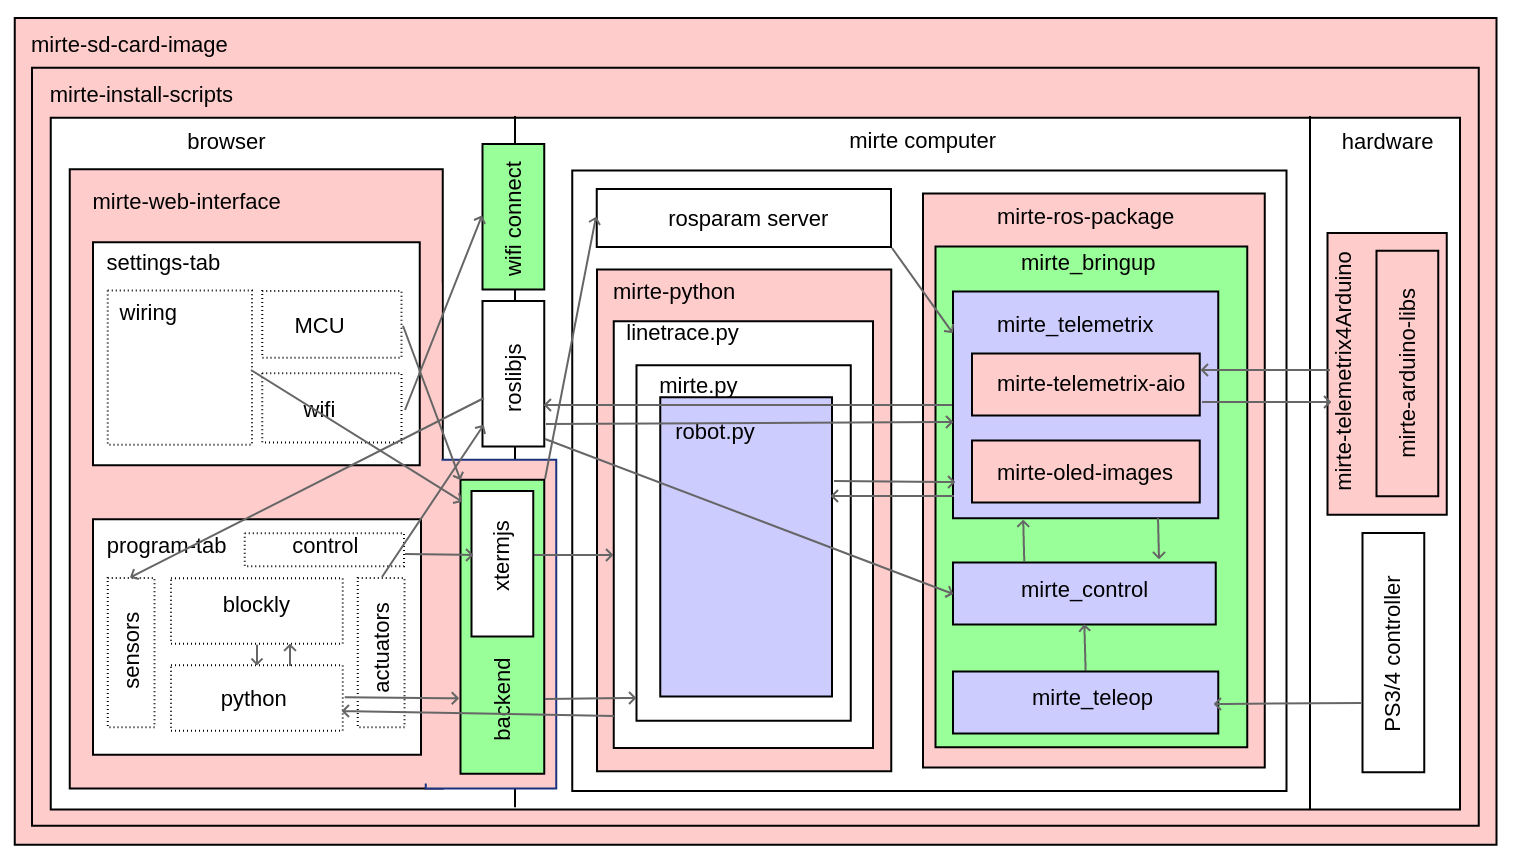 mirte-sd-card-image
mirte-install-scripts
browser
mirte computer
hardware
mirte-web-interface
settings-tab
wiring
MCU
wifi
program-tab
control
sensors
blockly
python
actuators
wifi connect
roslibjs
xtermjs
backend
rosparam server
mirte-python
linetrace.py
mirte.py
robot.py
mirte-ros-package
mirte_bringup
mirte_telemetrix
mirte-telemetrix-aio
mirte-oled-images
mirte_control
mirte_teleop
mirte-telemetrix4Arduino
mirte-arduino-libs
PS3/4 controller